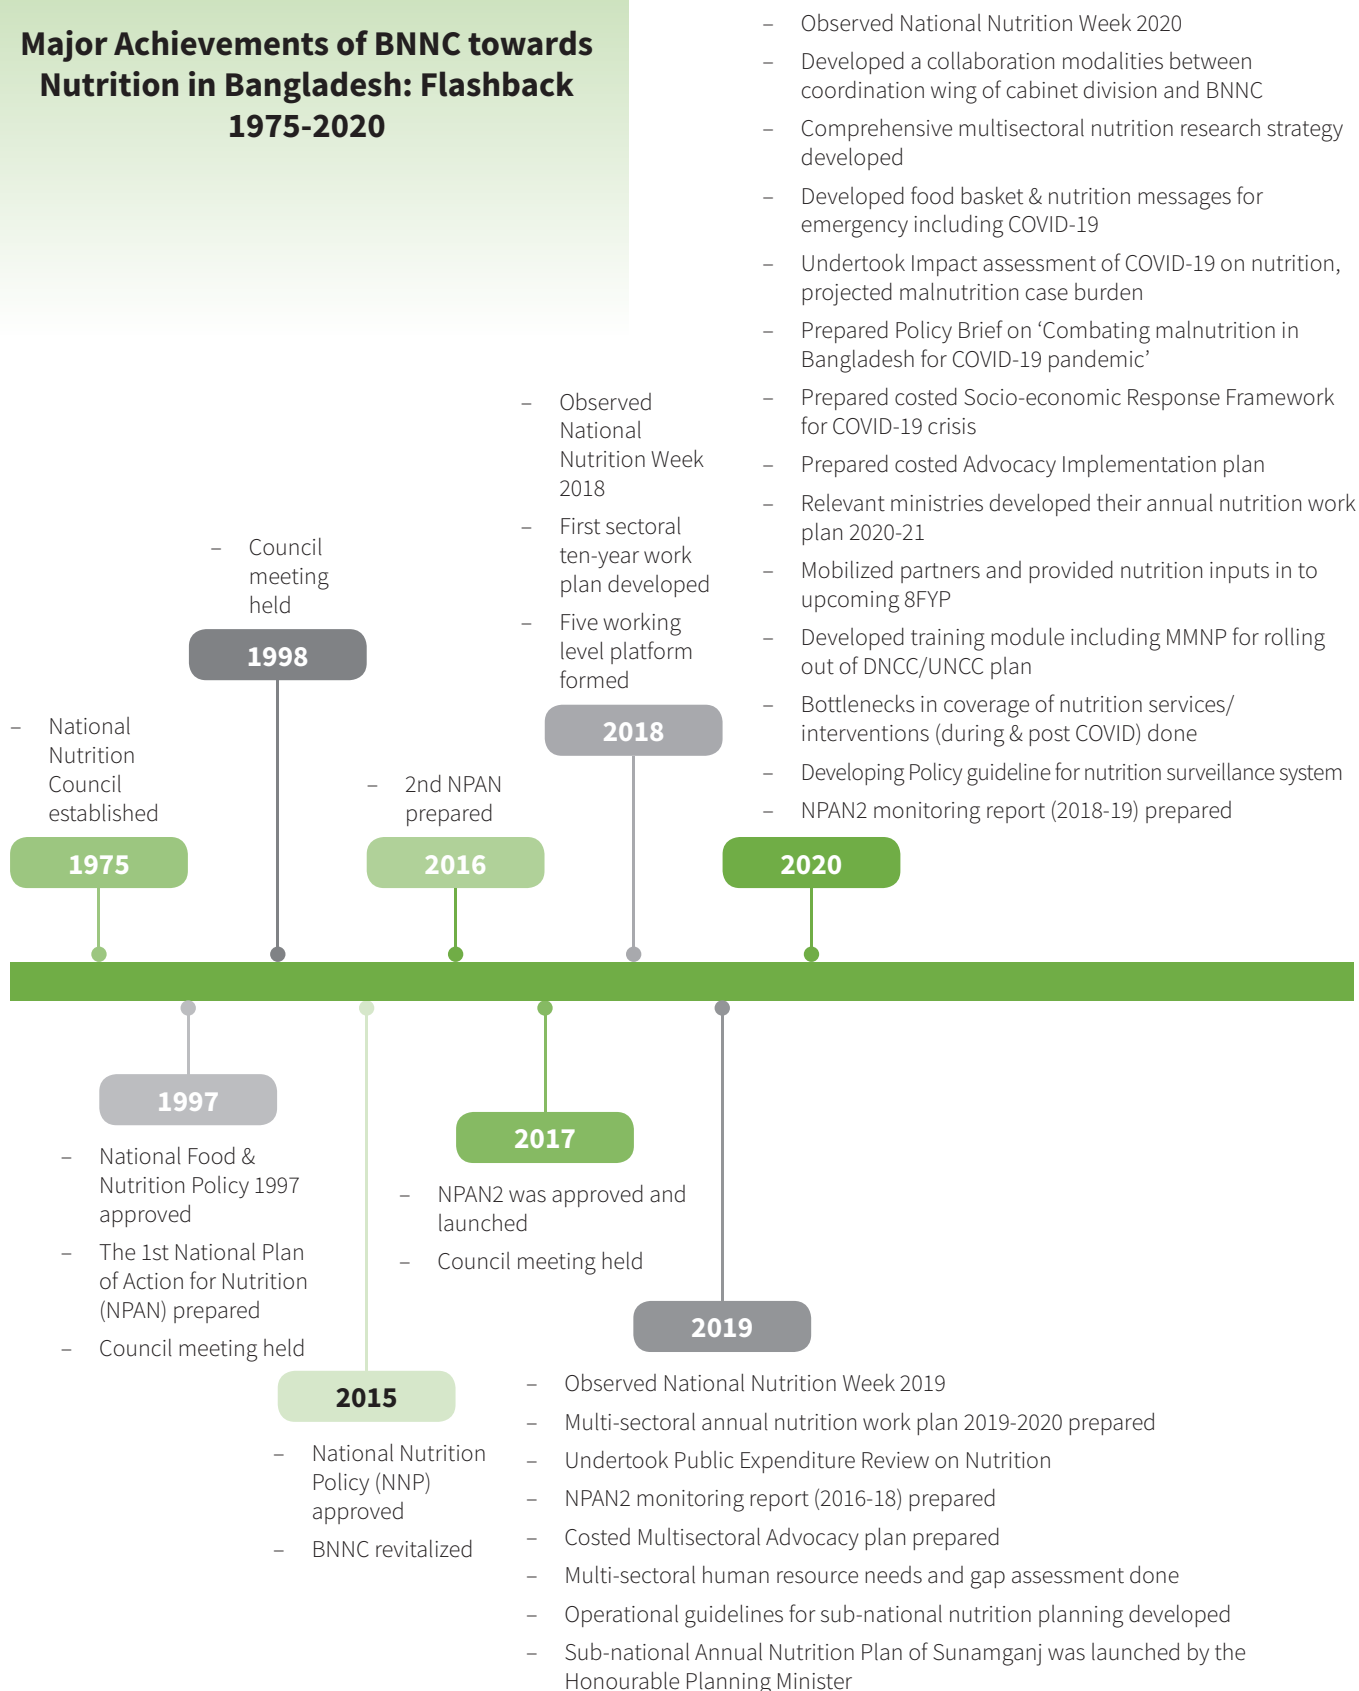 Major Achievements of BNNC towards
Nutrition in Bangladesh: Flashback
1975-2020
– National
Nutrition
Council
established
1975
– National Food &
Nutrition Policy 1997
approved
– The 1st National Plan
of Action for Nutrition
(NPAN) prepared
– Council meeting held
1997
– Council
meeting
held
1998
2015
– National Nutrition
Policy (NNP)
approved
– BNNC revitalized
– 2nd NPAN
prepared
2016
2017
– NPAN2 was approved and
launched
– Council meeting held
– Observed
National
Nutrition Week
2018
– First sectoral
ten-year work
plan developed
– Five working
level platform
formed
2018
2019
– Observed National Nutrition Week 2019
– Multi-sectoral annual nutrition work plan 2019-2020 prepared
– Undertook Public Expenditure Review on Nutrition
– NPAN2 monitoring report (2016-18) prepared
– Costed Multisectoral Advocacy plan prepared
– Multi-sectoral human resource needs and gap assessment done
– Operational guidelines for sub-national nutrition planning developed
– Sub-national Annual Nutrition Plan of Sunamganj was launched by the
Honourable Planning Minister
– Observed National Nutrition Week 2020
– Developed a collaboration modalities between
coordination wing of cabinet division and BNNC
– Comprehensive multisectoral nutrition research strategy
developed
– Developed food basket & nutrition messages for
emergency including COVID-19
– Undertook Impact assessment of COVID-19 on nutrition,
projected malnutrition case burden
– Prepared Policy Brief on ‘Combating malnutrition in
Bangladesh for COVID-19 pandemic’
– Prepared costed Socio-economic Response Framework
for COVID-19 crisis
– Prepared costed Advocacy Implementation plan
– Relevant ministries developed their annual nutrition work
plan 2020-21
– Mobilized partners and provided nutrition inputs in to
upcoming 8FYP
– Developed training module including MMNP for rolling
out of DNCC/UNCC plan
– Bottlenecks in coverage of nutrition services/
interventions (during & post COVID) done
– Developing Policy guideline for nutrition surveillance system
– NPAN2 monitoring report (2018-19) prepared
2020